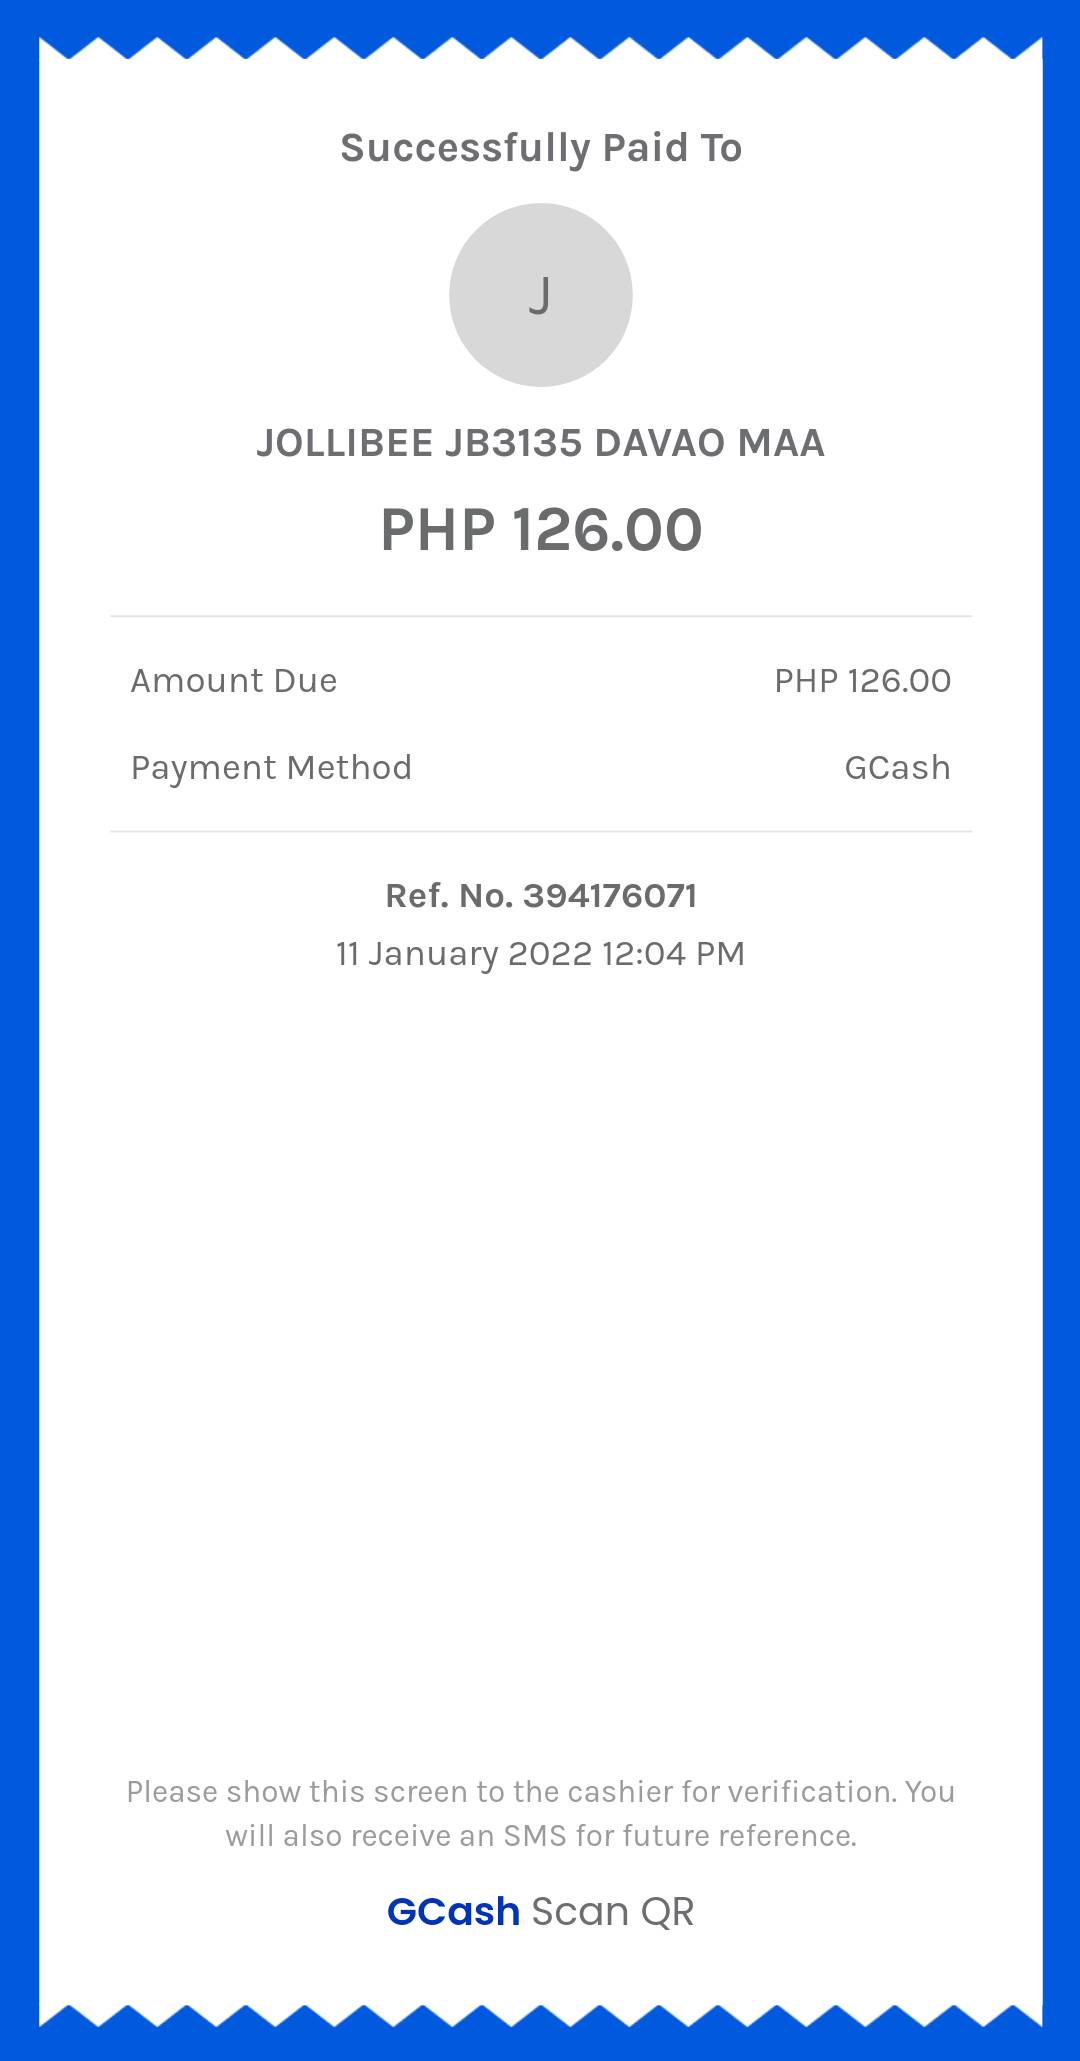 Successfully Paid To
J
JOLLIBEE JB3135 DAVAO MAA
PHP 126.00
Amount Due PHP 126.00
Payment Method GCash
Ref. No. 394176071
11 January 2022 12:04 PM
Please show this screen to the cashier for verification. You
will also receive an SMS for future reference.
GCash Scan QR